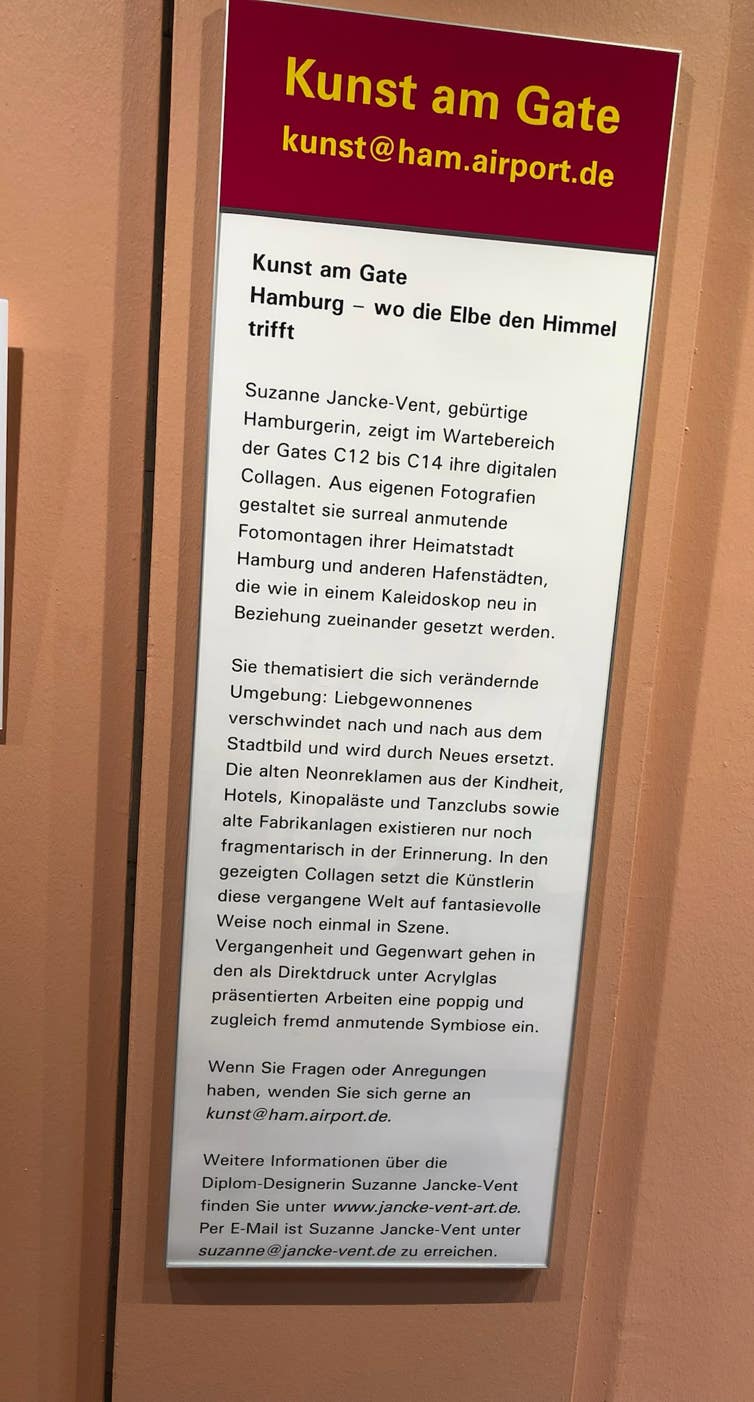 Kunst am Gate
kunst@ham.airport.de
Kunst am Gate
Hamburg – wo die Elbe den Himmel
trifft
Suzanne Jancke-Vent, gebürtige
Hamburgerin, zeigt im Wartebereich
der Gates C12 bis C14 ihre digitalen
Collagen. Aus eigenen Fotografien
gestaltet sie surreal anmutende
Fotomontagen ihrer Heimatstadt
Hamburg und anderen Hafenstädten,
die wie in einem Kaleidoskop neu in
Beziehung zueinander gesetzt werden.
Sie thematisiert die sich verändernde
Umgebung: Liebgewonnenes
verschwindet nach und nach aus dem
Stadtbild und wird durch Neues ersetzt.
Die alten Neonreklamen aus der Kindheit,
Hotels, Kinopaläste und Tanzclubs sowie
alte Fabrikanlagen existieren nur noch
fragmentarisch in der Erinnerung. In den
gezeigten Collagen setzt die Künstlerin
diese vergangene Welt auf fantasievolle
Weise noch einmal in Szene.
Vergangenheit und Gegenwart gehen in
den als Direktdruck unter Acrylglas
präsentierten Arbeiten eine poppig und
zugleich fremd anmutende Symbiose ein.
Wenn Sie Fragen oder Anregungen
haben, wenden Sie sich gerne an
kunst@ham.airport.de.
Weitere Informationen über die
Diplom-Designerin Suzanne Jancke-Vent
finden Sie unter www.jancke-vent-art.de.
Per E-Mail ist Suzanne Jancke-Vent unter
suzanne@jancke-vent.de zu erreichen.